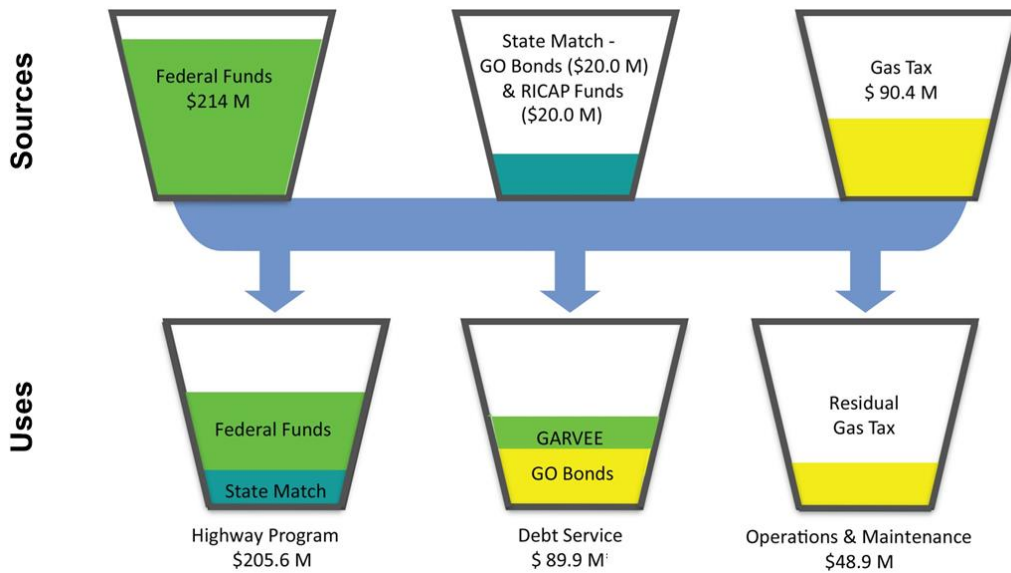 Sources
Federal Funds
$214 M
State Match -
GO Bonds ($20.0 M)
& RICAP Funds
($20.0 M)
Gas Tax
$ 90.4 M
Uses
Federal Funds
State Match
Highway Program
$205.6 M
GARVEE
GO Bonds
Debt Service
$ 89.9 M
Residual
Gas Tax
Operations & Maintenance
$48.9 M